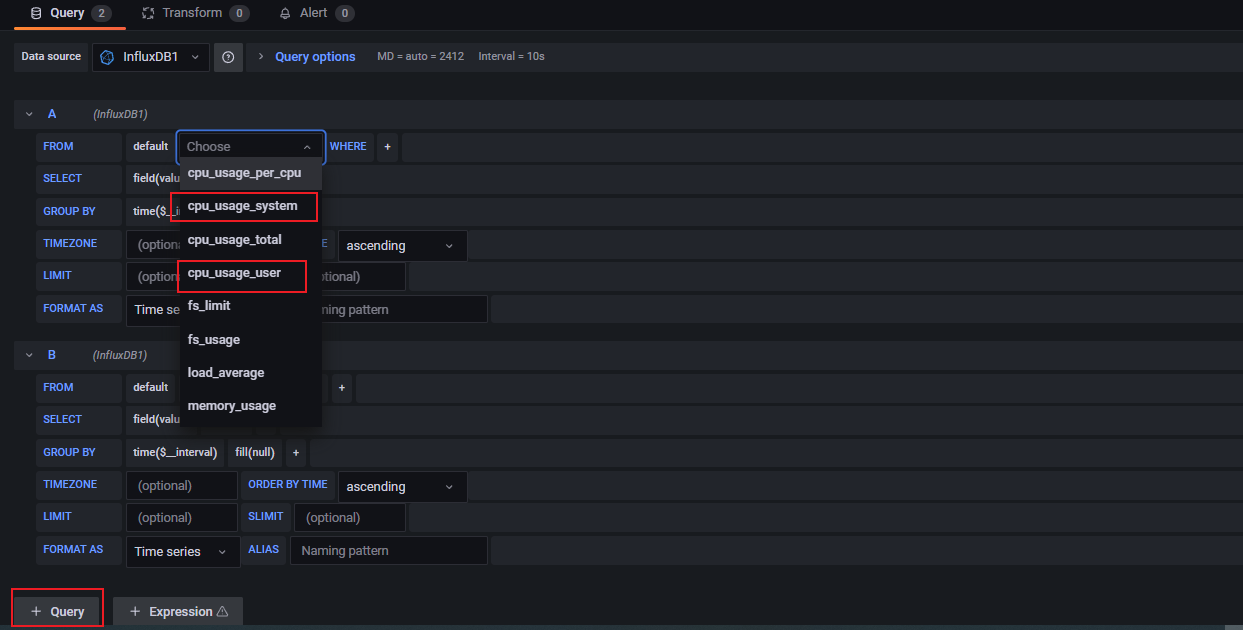 Query 2 Transform 0 Alert 0
Data source InfluxDB1 Query options MD = auto = 2412 Interval = 10s
A (InfluxDB1)
FROM default Choose WHERE +
cpu_usage_per_cpu
SELECT field(valu
cpu_usage_system
GROUP BY time($__i
cpu_usage_total
TIMEZONE (optiona E ascending
cpu_usage_user
LIMIT (option tional)
fs_limit
FORMAT AS Time se ing pattern
fs_usage
B (InfluxDB1)
load_average
FROM default +
memory_usage
SELECT field(valu
GROUP BY time($__interval) fill(null) +
TIMEZONE (optional) ORDER BY TIME ascending
LIMIT (optional) SLIMIT (optional)
FORMAT AS Time series ALIAS Naming pattern
+ Query + Expression